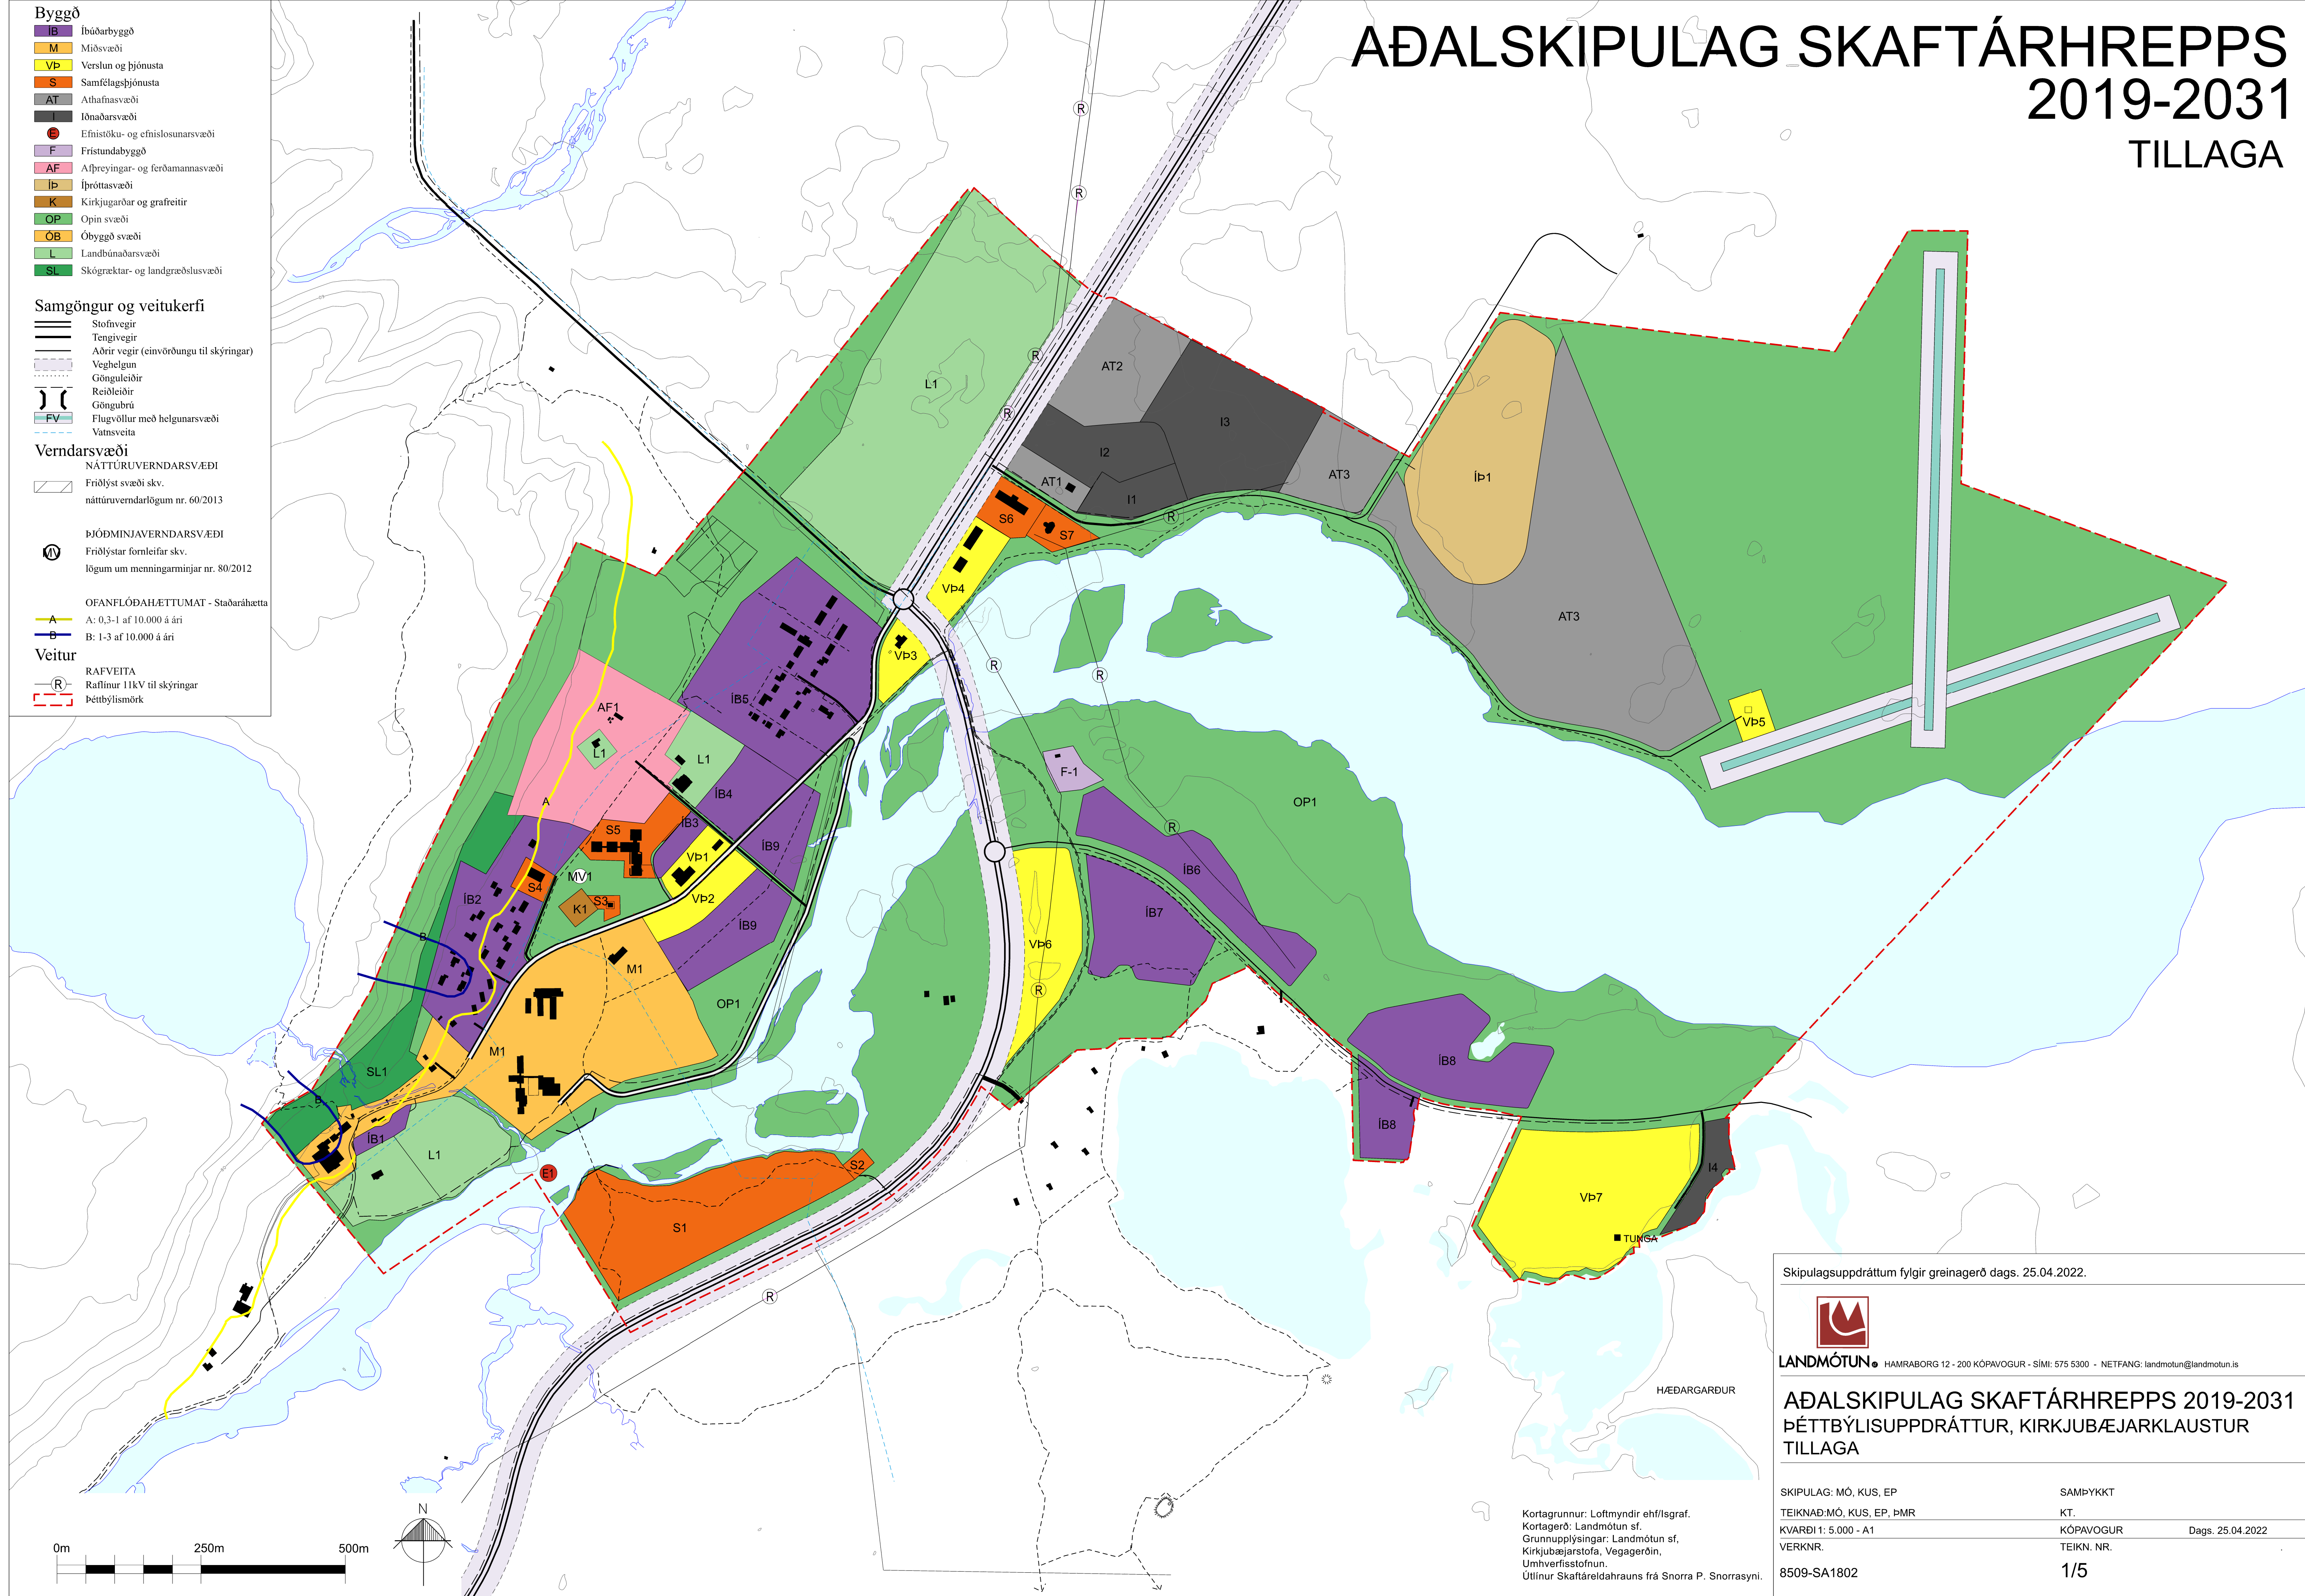 Byggð
ÍB Íbúðarbyggð
M Miðsvæði
VÞ Verslun og þjónusta
S Samfélagsþjónusta
AT Athafnasvæði
I Iðnaðarsvæði
E Efnistöku- og efnislosunarsvæði
F Frístundabyggð
AF Afþreyingar- og ferðamannasvæði
ÍÞ Íþróttasvæði
K Kirkjugarðar og grafreitir
OP Opin svæði
ÓB Óbyggð svæði
L Landbúnaðarsvæði
SL Skógræktar- og landgræðslusvæði
Samgöngur og veitukerfi
Stofnvegir
Tengivegir
Aðrir vegir (einvörðungu til skýringar)
Veghelgun
Gönguleiðir
Reiðleiðir
Göngubrú
FV Flugvöllur með helgunarsvæði
Vatnsveita
Verndarsvæði
NÁTTÚRUVERNDARSVÆÐI
Friðlýst svæði skv.
náttúruverndarlögum nr. 60/2013
ÞJÓÐMINJAVERNDARSVÆÐI
MV Friðlýstar fornleifar skv.
lögum um menningarminjar nr. 80/2012
OFANFLÓÐAHÆTTUMAT - Staðaráhætta
A A: 0,3-1 af 10.000 á ári
B B: 1-3 af 10.000 á ári
Veitur
RAFVEITA
R Raflínur 11kV til skýringar
Þéttbýlismörk
AÐALSKIPULAG SKAFTÁRHREPPS
2019-2031
TILLAGA
R
R
R
R
L1
AT2
I3
I2
AT1
I1
AT3
ÍÞ1
R
S6
S7
VÞ4
AT3
VÞ3
R
R
VÞ5
ÍB5
AF1
L1
L1
F-1
A
ÍB4
OP1
S5
ÍB3
R
VÞ1
ÍB9
ÍB6
MV1
S4
ÍB2
K1
S3
VÞ2
ÍB7
ÍB9
B
VÞ6
M1
R
OP1
M1
ÍB8
SL1
B
ÍB1
L1
ÍB8
E1
S2
I4
VÞ7
S1
TUNGA
R
HÆÐARGARÐUR
N
0m 250m 500m
Kortagrunnur: Loftmyndir ehf/Isgraf.
Kortagerð: Landmótun sf.
Grunnupplýsingar: Landmótun sf,
Kirkjubæjarstofa, Vegagerðin,
Umhverfisstofnun.
Útlínur Skaftáreldahrauns frá Snorra P. Snorrasyni.
Skipulagsuppdráttum fylgir greinagerð dags. 25.04.2022.
LANDMÓTUN HAMRABORG 12 - 200 KÓPAVOGUR - SÍMI: 575 5300 - NETFANG: landmotun@landmotun.is
AÐALSKIPULAG SKAFTÁRHREPPS 2019-2031
ÞÉTTBÝLISUPPDRÁTTUR, KIRKJUBÆJARKLAUSTUR
TILLAGA
SKIPULAG: MÓ, KUS, EP SAMÞYKKT
TEIKNAÐ:MÓ, KUS, EP, ÞMR KT.
KVARÐI 1: 5.000 - A1 KÓPAVOGUR Dags. 25.04.2022
VERKNR. TEIKN. NR.
8509-SA1802 1/5